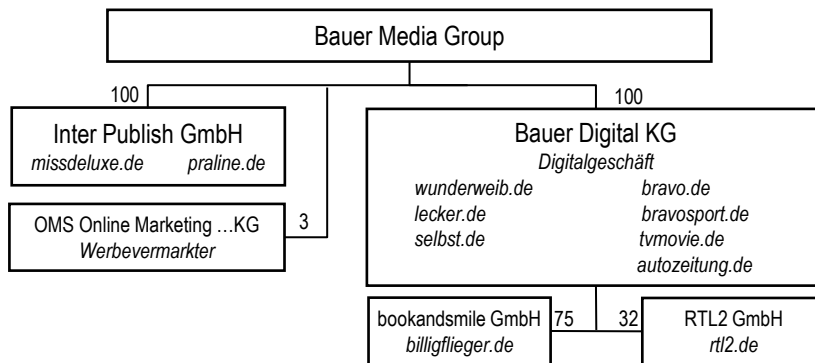 Bauer Media Group
100
100
Inter Publish GmbH
missdeluxe.de praline.de
Bauer Digital KG
Digitalgeschäft
wunderweib.de bravo.de
lecker.de bravosport.de
selbst.de tvmovie.de
autozeitung.de
OMS Online Marketing ...KG
Werbevermarkter
3
bookandsmile GmbH
billigflieger.de
75
32
RTL2 GmbH
rtl2.de